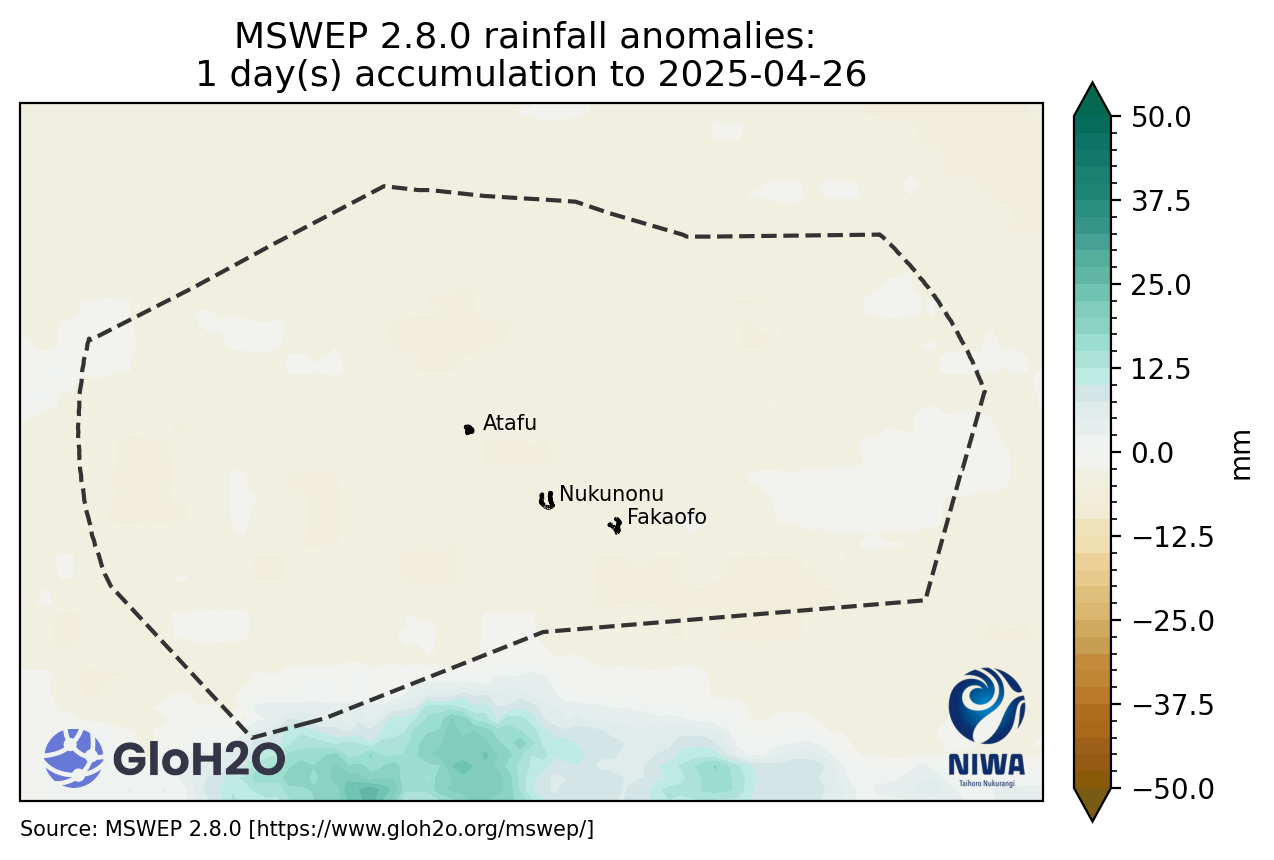 MSWEP 2.8.0 rainfall anomalies:
1 day(s) accumulation to 2025-04-26
50.0
37.5
25.0
12.5
0.0
−12.5
−25.0
−37.5
−50.0
mm
Atafu
Nukunonu
Fakaofo
GloH2O
NIWA
Taihoro Nukurangi
Source: MSWEP 2.8.0 [https://www.gloh2o.org/mswep/]